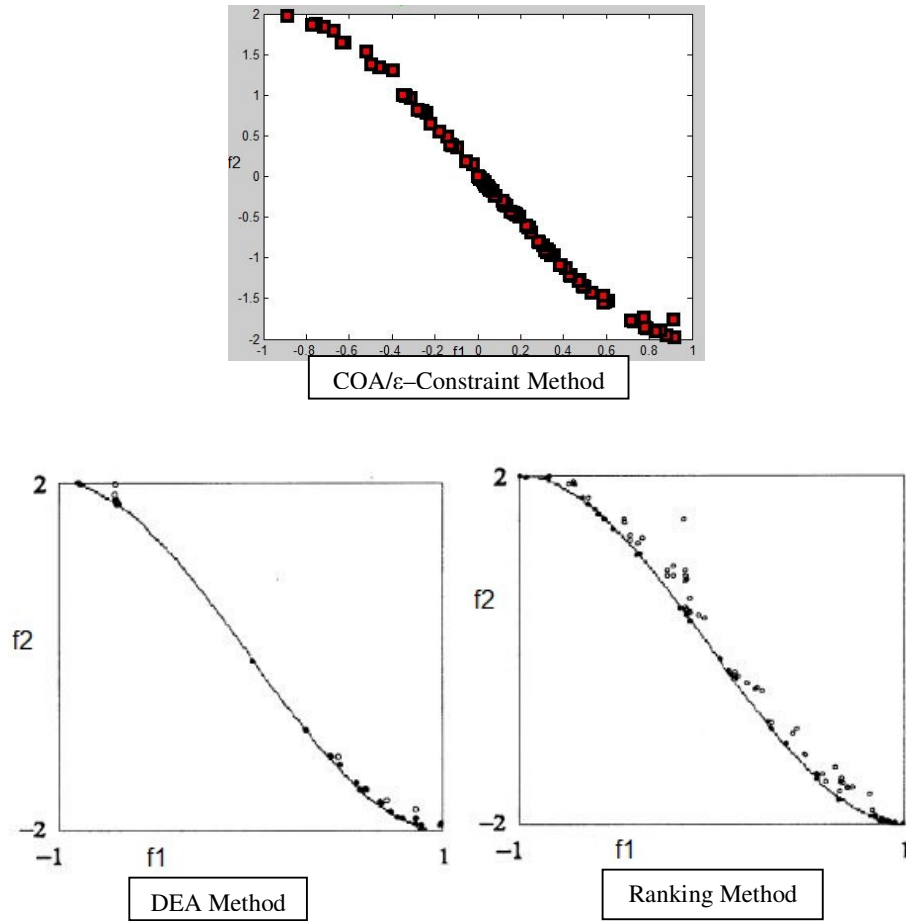 2
1.5
1
0.5
f2
0
-0.5
-1
-1.5
-2
-1 -0.8 -0.6 -0.4 -0.2 f1 0 0.2 0.4 0.6 0.8 1
COA/ε–Constraint Method
2
f2
−2
−1 f1 1
DEA Method
2
f2
−2
−1 f1 1
Ranking Method